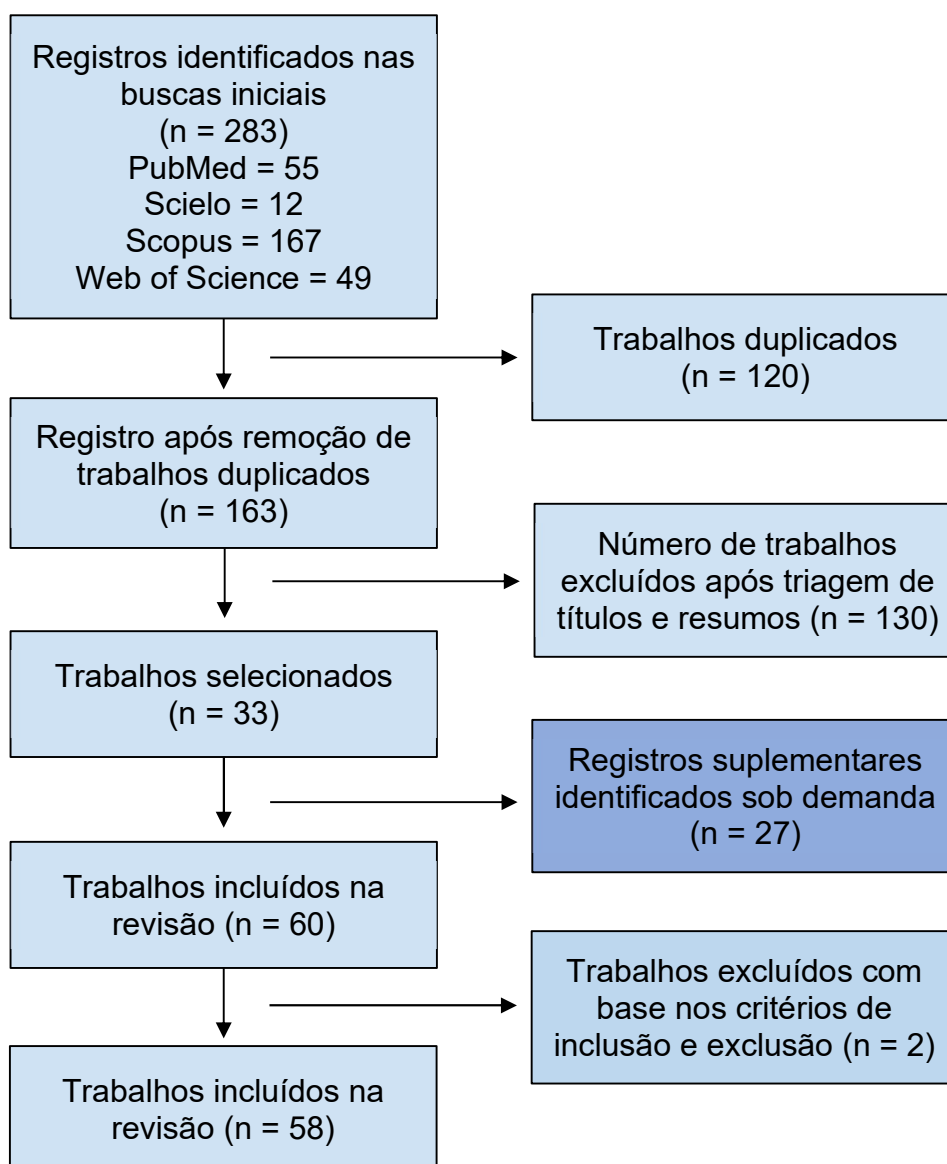 Registros identificados nas
buscas iniciais
(n = 283)
PubMed = 55
Scielo = 12
Scopus = 167
Web of Science = 49
Trabalhos duplicados
(n = 120)
Registro após remoção de
trabalhos duplicados
(n = 163)
Número de trabalhos
excluídos após triagem de
títulos e resumos (n = 130)
Trabalhos selecionados
(n = 33)
Registros suplementares
identificados sob demanda
(n = 27)
Trabalhos incluídos na
revisão (n = 60)
Trabalhos excluídos com
base nos critérios de
inclusão e exclusão (n = 2)
Trabalhos incluídos na
revisão (n = 58)